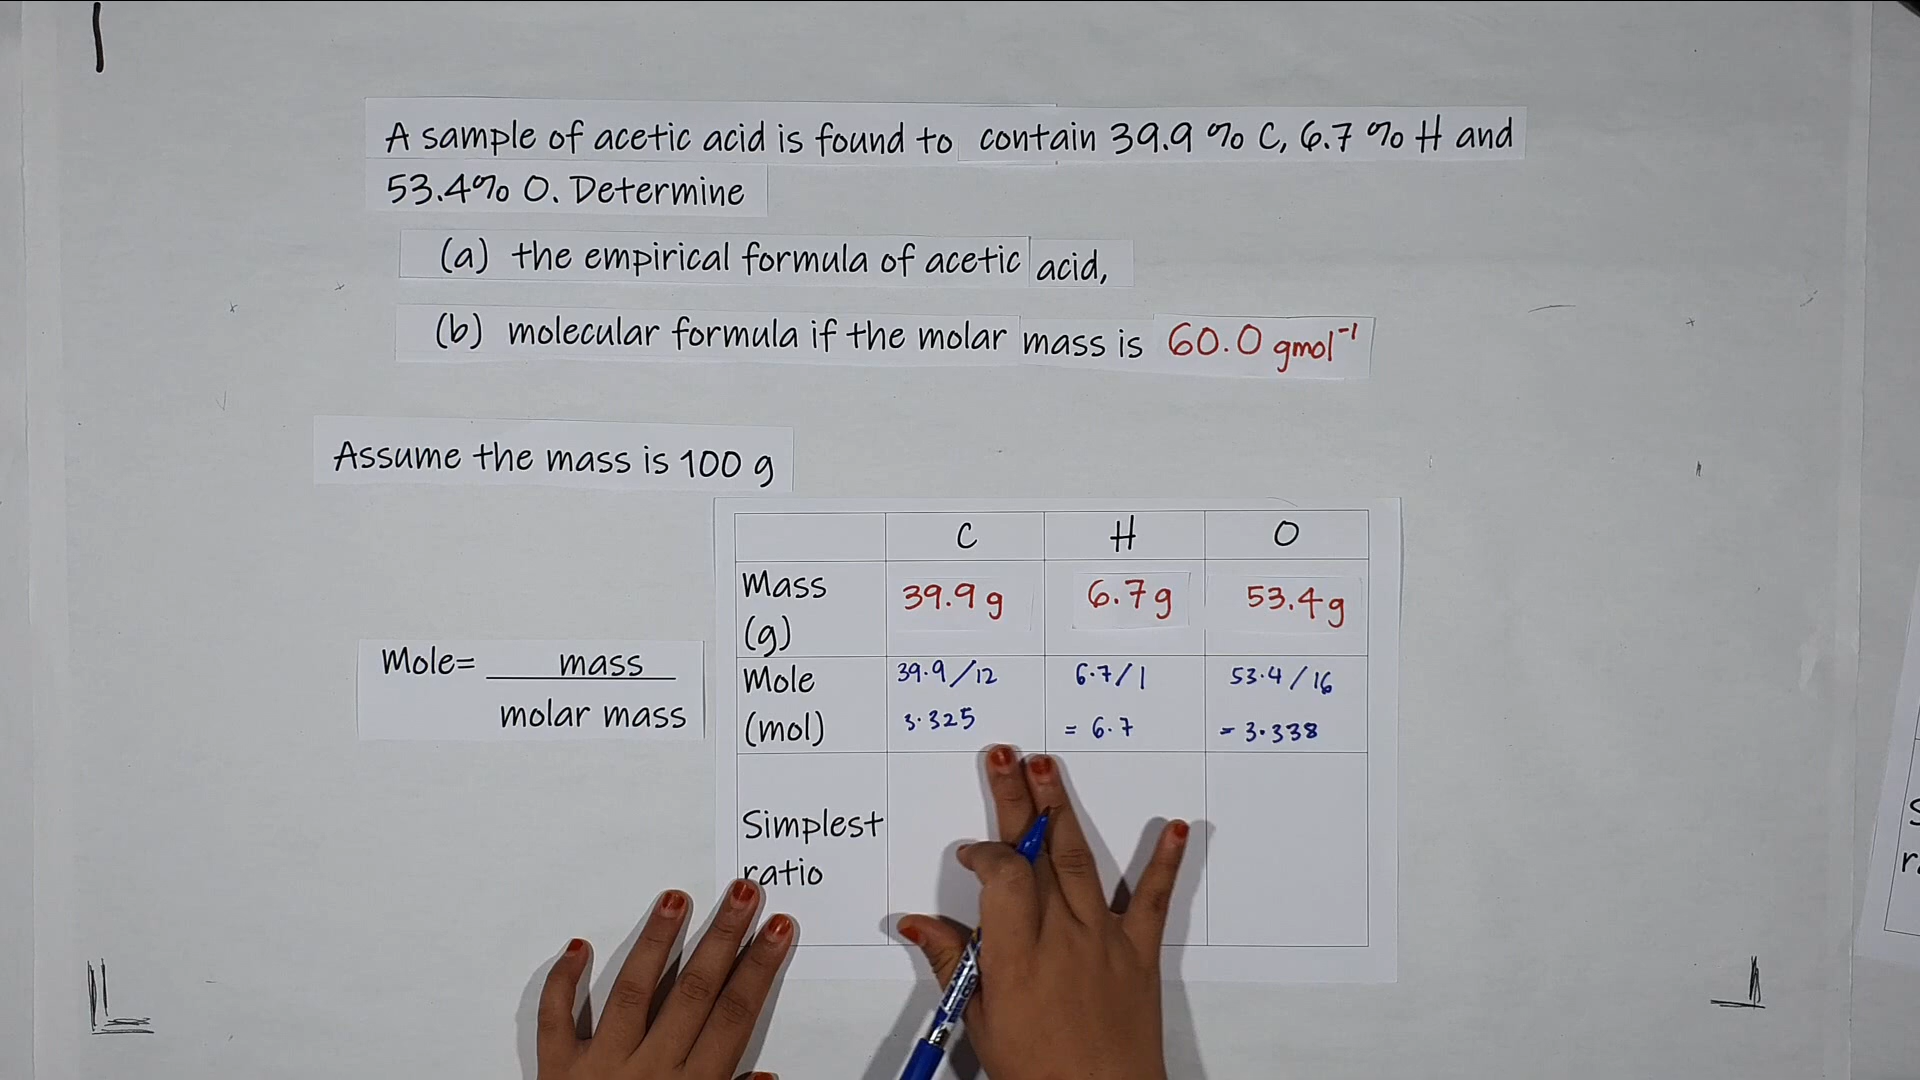 A sample of acetic acid is found to contain 39.9 % C, 6.7 % H and
53.4% O. Determine
(a) the empirical formula of acetic acid,
(b) molecular formula if the molar mass is 60.0 gmol⁻¹
Assume the mass is 100 g
C H O
Mass (g) 39.9 g 6.7 g 53.4 g
Mole= mass
molar mass
Mole 39.9/12 6.7/1 53.4/16
(mol) 3.325 = 6.7 = 3.338
Simplest
ratio